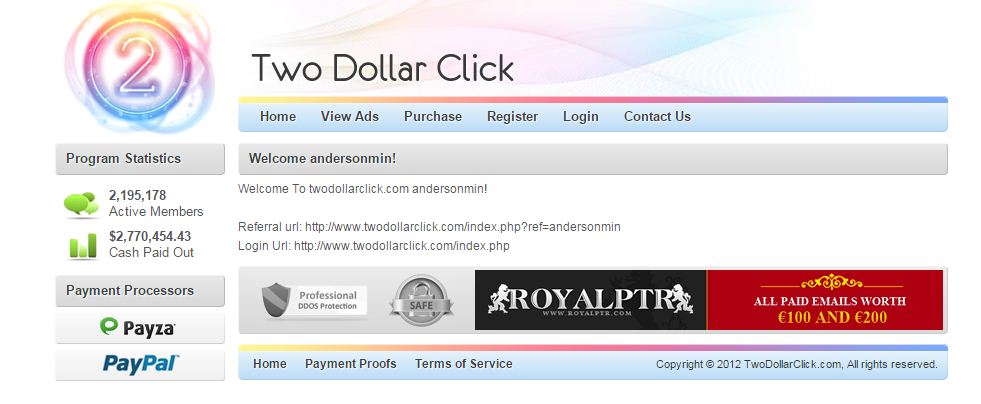 2
Two Dollar Click
Home View Ads Purchase Register Login Contact Us
Program Statistics
2,195,178
Active Members
$2,770,454.43
Cash Paid Out
Payment Processors
Payza
PayPal
Welcome andersonmin!
Welcome To twodollarclick.com andersonmin!
Referral url: http://www.twodollarclick.com/index.php?ref=andersonmin
Login Url: http://www.twodollarclick.com/index.php
Professional
DDOS Protection
SAFE
ROYALPTR
WWW.ROYALPTR.COM
ALL PAID EMAILS WORTH
€100 AND €200
Home Payment Proofs Terms of Service
Copyright © 2012 TwoDollarClick.com, All rights reserved.